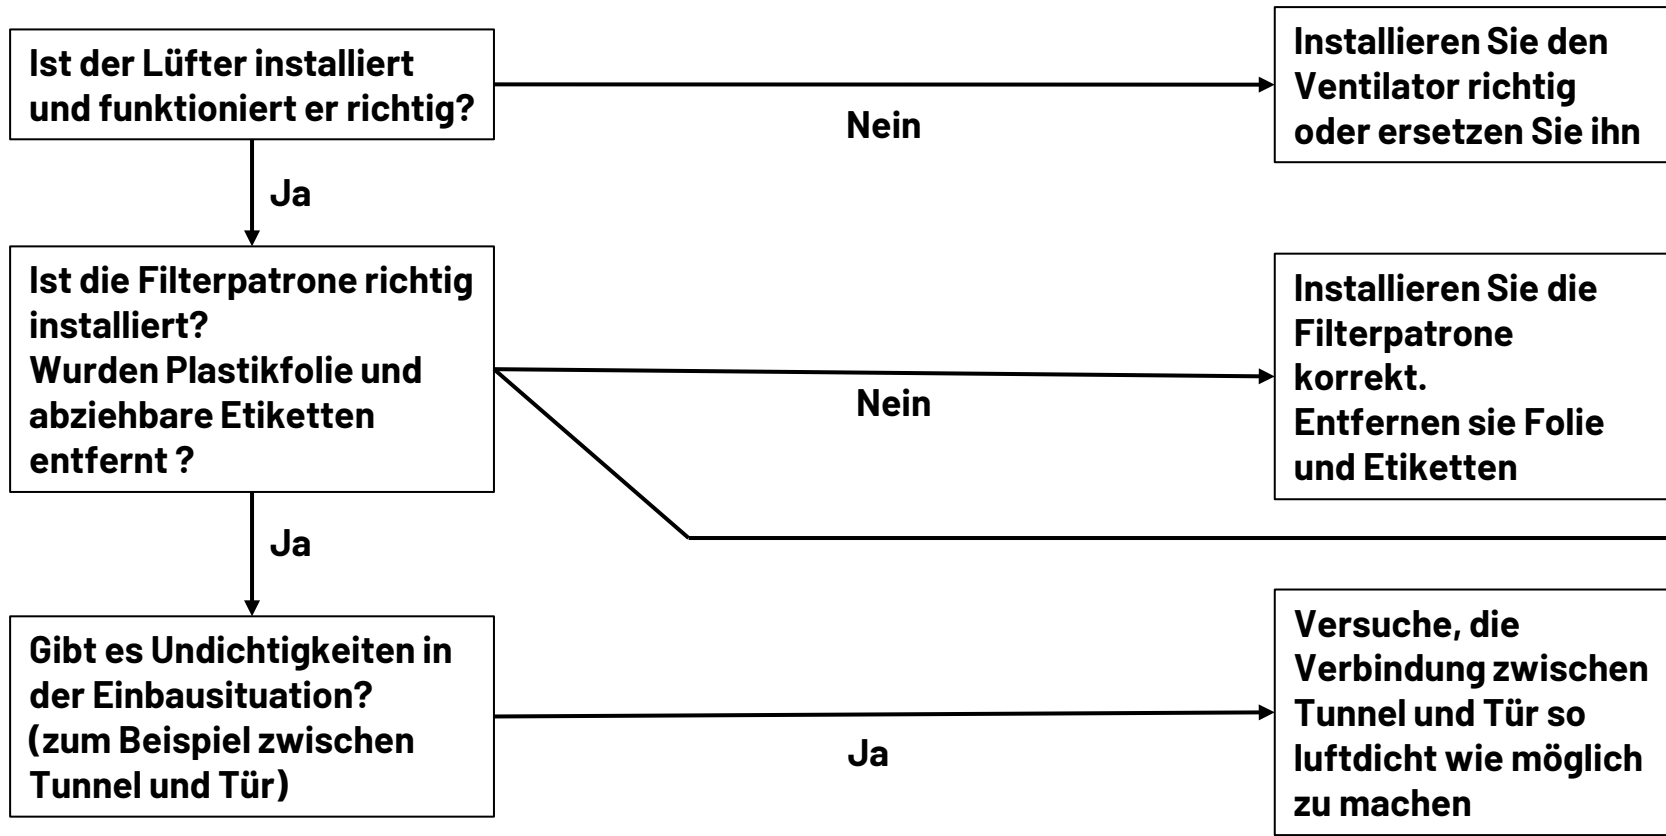 Ist der Lüfter installiert
und funktioniert er richtig?
Nein
Installieren Sie den
Ventilator richtig
oder ersetzen Sie ihn
Ja
Ist die Filterpatrone richtig
installiert?
Wurden Plastikfolie und
abziehbare Etiketten
entfernt ?
Nein
Installieren Sie die
Filterpatrone
korrekt.
Entfernen sie Folie
und Etiketten
Ja
Gibt es Undichtigkeiten in
der Einbausituation?
(zum Beispiel zwischen
Tunnel und Tür)
Ja
Versuche, die
Verbindung zwischen
Tunnel und Tür so
luftdicht wie möglich
zu machen